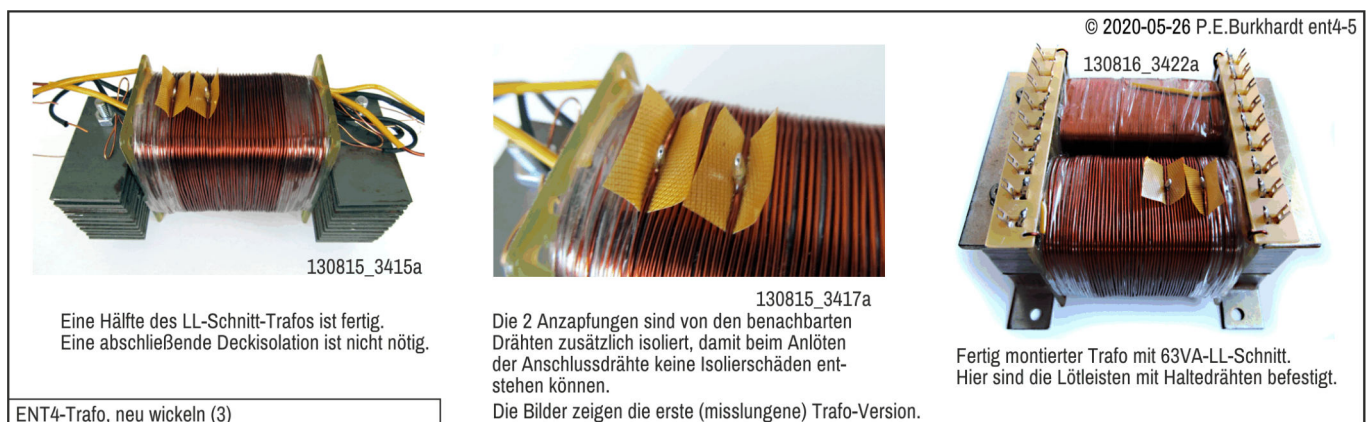 © 2020-05-26 P.E.Burkhardt ent4-5
130815_3415a
Eine Hälfte des LL-Schnitt-Trafos ist fertig.
Eine abschließende Deckisolation ist nicht nötig.
ENT4-Trafo, neu wickeln (3)
130815_3417a
Die 2 Anzapfungen sind von den benachbarten
Drähten zusätzlich isoliert, damit beim Anlöten
der Anschlussdrähte keine Isolierschäden ent-
stehen können.
Die Bilder zeigen die erste (misslungene) Trafo-Version.
130816_3422a
Fertig montierter Trafo mit 63VA-LL-Schnitt.
Hier sind die Lötleisten mit Haltedrähten befestigt.